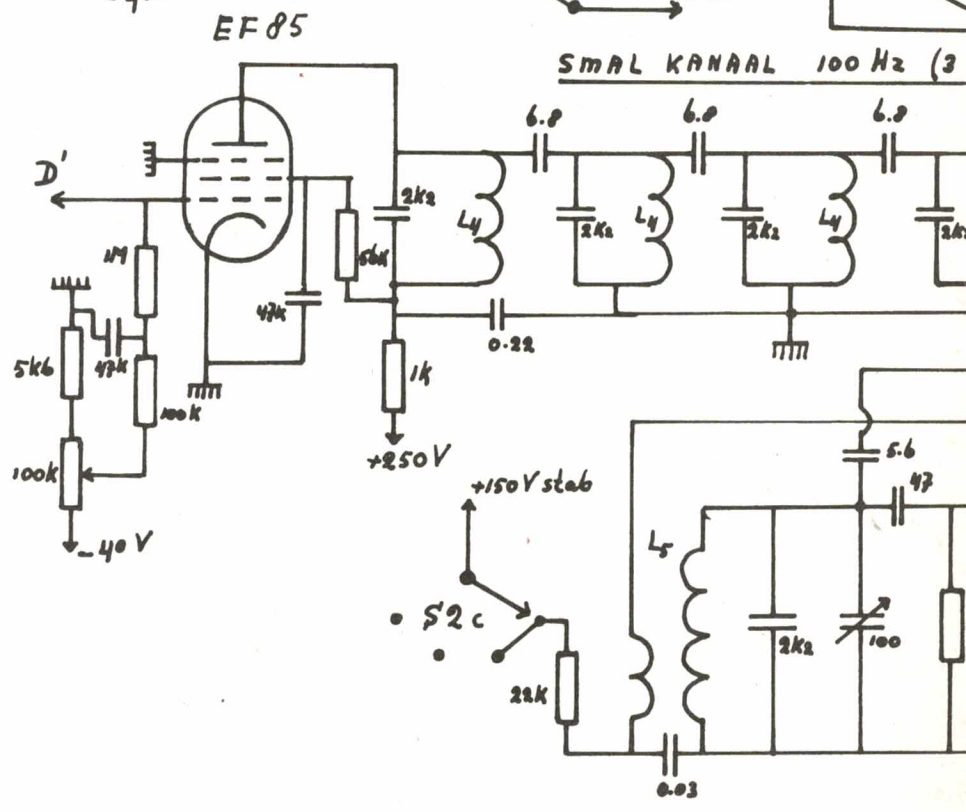 EF85
SMAL KANAAL 100 Hz (3
6.8
6.8
6.8
D'
2k2
L4
2k2
L4
2k2
L4
2k2
1M
56k
47k
0.22
5k6
47k
100k
1k
100k
+250V
-40V
+150V stab
5.6
47
L5
S2c
2k2
100
22k
0.03